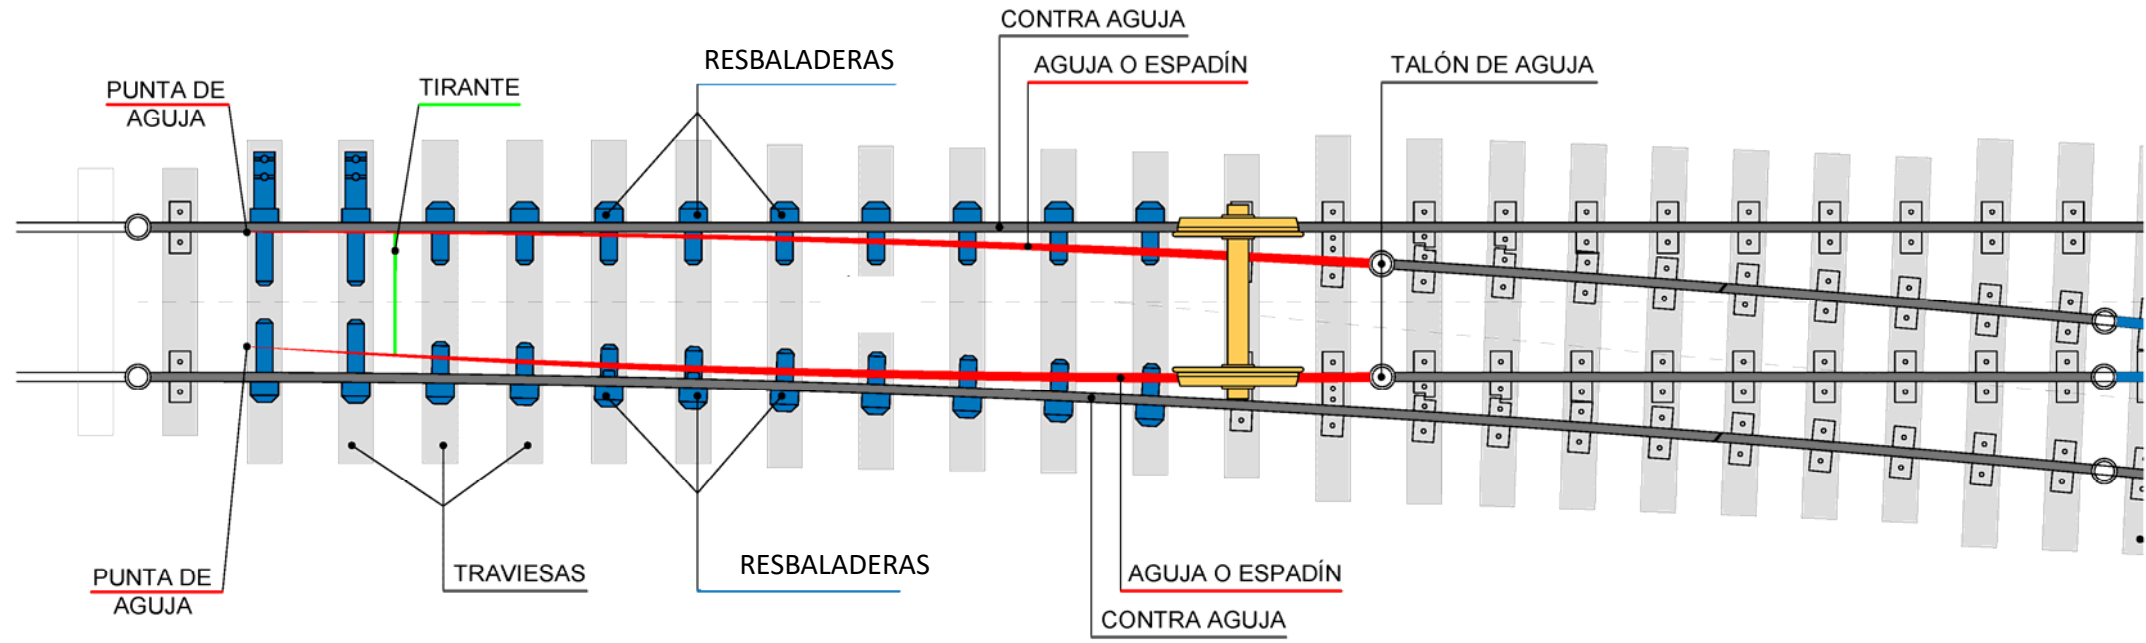 CONTRA AGUJA
RESBALADERAS
AGUJA O ESPADÍN
TALÓN DE AGUJA
PUNTA DE
AGUJA
TIRANTE
PUNTA DE
AGUJA
TRAVIESAS
RESBALADERAS
AGUJA O ESPADÍN
CONTRA AGUJA